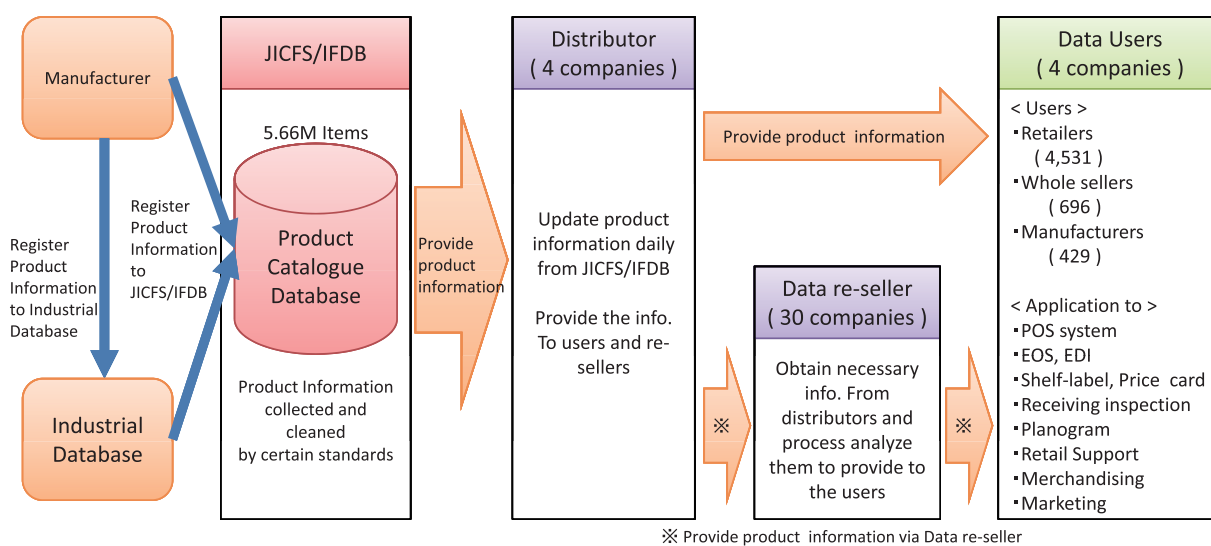 Manufacturer
Register
Product
Information
to Industrial
Database
Register
Product
Information
to
JICFS/IFDB
Industrial
Database
JICFS/IFDB
5.66M Items
Product
Catalogue
Database
Product Information
collected and
cleaned
by certain standards
Provide
product
information
Distributor
( 4 companies )
Update product
information daily
from JICFS/IFDB
Provide the info.
To users and re-
sellers
Provide product information
※
Data re-seller
( 30 companies )
Obtain necessary
info. From
distributors and
process analyze
them to provide to
the users
※
Data Users
( 4 companies )
< Users >
・Retailers
( 4,531 )
・Whole sellers
( 696 )
・Manufacturers
( 429 )
< Application to >
・POS system
・EOS, EDI
・Shelf-label, Price card
・Receiving inspection
・Planogram
・Retail Support
・Merchandising
・Marketing
※ Provide product information via Data re-seller